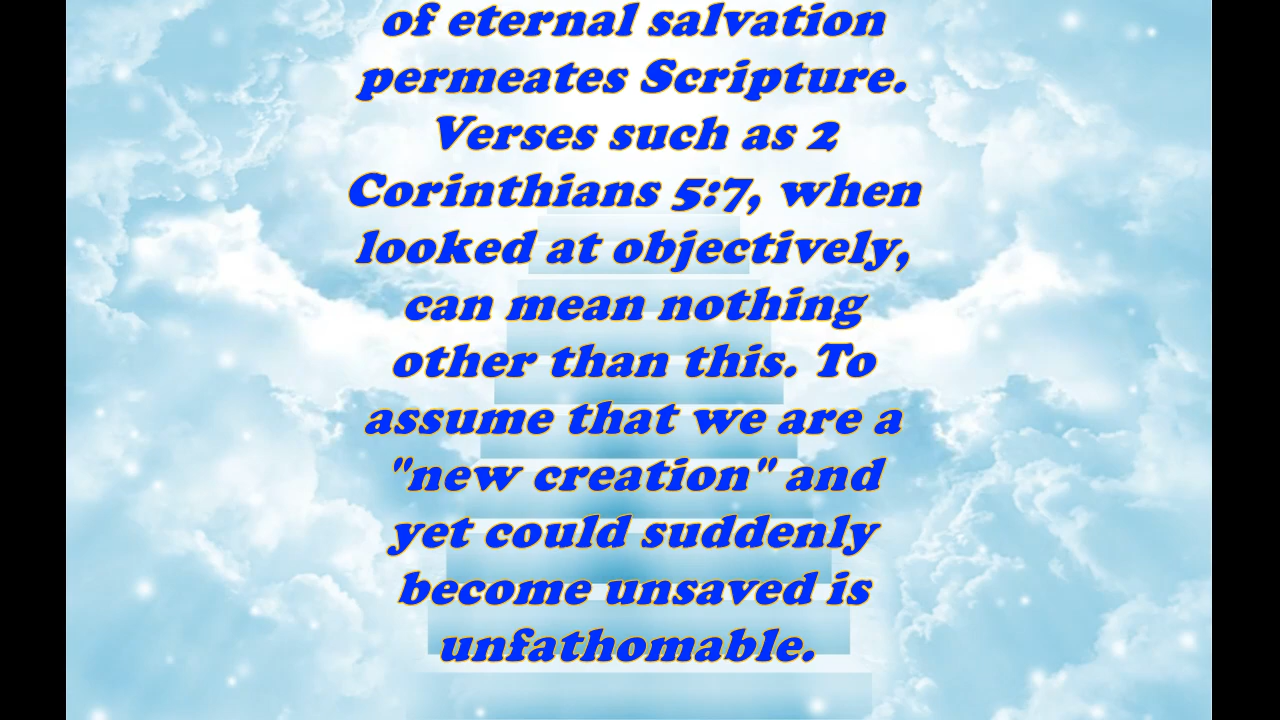 of eternal salvation
permeates Scripture.
Verses such as 2
Corinthians 5:7, when
looked at objectively,
can mean nothing
other than this. To
assume that we are a
"new creation" and
yet could suddenly
become unsaved is
unfathomable.